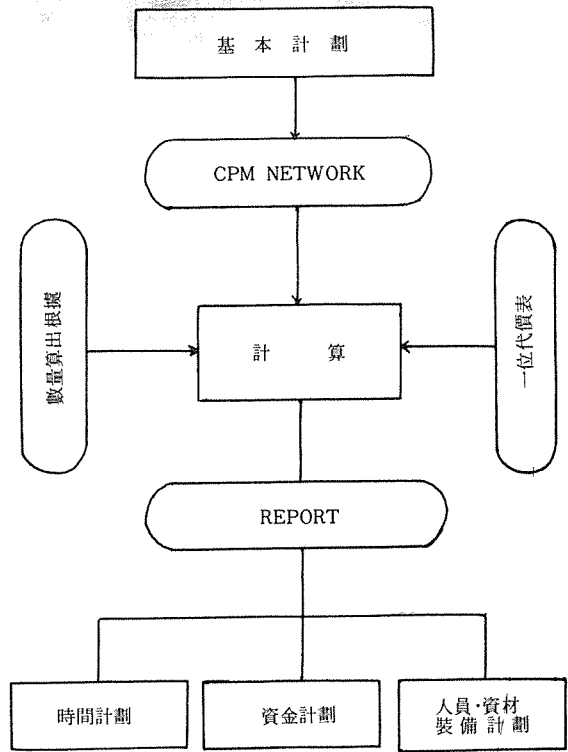 基本計劃
CPM NETWORK
數量算出根據
計算
一位代價表
REPORT
時間計劃
資金計劃
人員·資材
裝備計劃